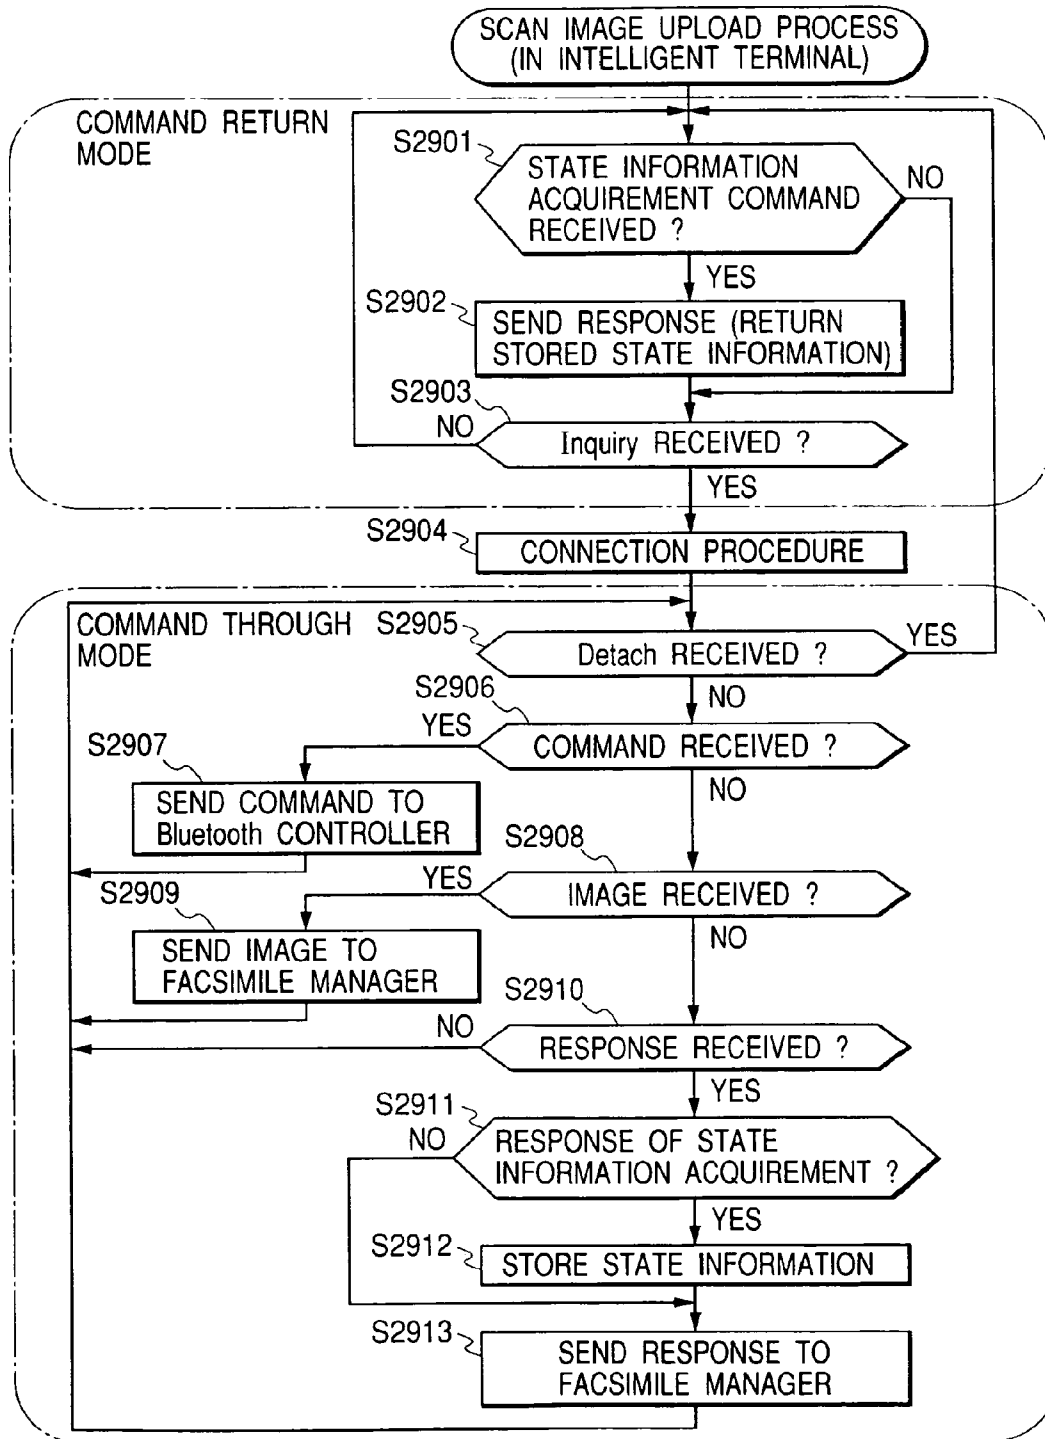 SCAN IMAGE UPLOAD PROCESS
(IN INTELLIGENT TERMINAL)
COMMAND RETURN
MODE
S2901
STATE INFORMATION
ACQUIREMENT COMMAND
RECEIVED ?
NO
YES
S2902
SEND RESPONSE (RETURN
STORED STATE INFORMATION)
S2903
NO
Inquiry RECEIVED ?
YES
S2904
CONNECTION PROCEDURE
COMMAND THROUGH
MODE
S2905
Detach RECEIVED ?
YES
NO
S2906
YES
COMMAND RECEIVED ?
NO
S2907
SEND COMMAND TO
Bluetooth CONTROLLER
S2908
YES
IMAGE RECEIVED ?
NO
S2909
SEND IMAGE TO
FACSIMILE MANAGER
S2910
NO
RESPONSE RECEIVED ?
YES
S2911
NO
RESPONSE OF STATE
INFORMATION ACQUIREMENT ?
YES
S2912
STORE STATE INFORMATION
S2913
SEND RESPONSE TO
FACSIMILE MANAGER